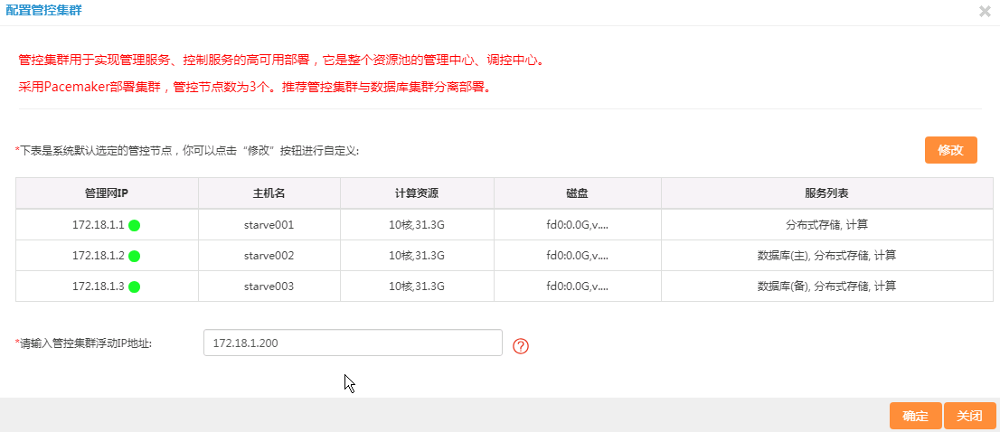 配置管控集群
管控集群用于实现管理服务、控制服务的高可用部署，它是整个资源池的管理中心、调控中心。
采用Pacemaker部署集群，管控节点数为3个。推荐管控集群与数据库集群分离部署。
*下表是系统默认选定的管控节点，你可以点击“修改”按钮进行自定义:
修改
管理网IP 主机名 计算资源 磁盘 服务列表
172.18.1.1 starve001 10核,31.3G fd0:0.0G,v.... 分布式存储, 计算
172.18.1.2 starve002 10核,31.3G fd0:0.0G,v.... 数据库(主), 分布式存储, 计算
172.18.1.3 starve003 10核,31.3G fd0:0.0G,v.... 数据库(备), 分布式存储, 计算
*请输入管控集群浮动IP地址: 172.18.1.200 ?
确定 关闭